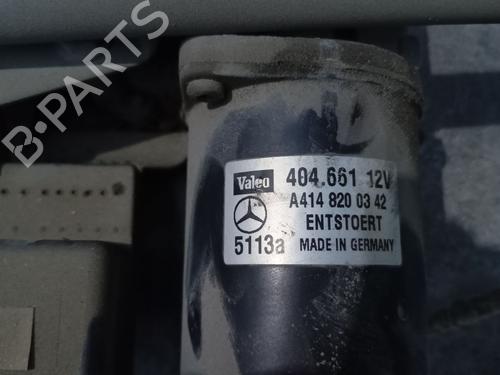 B-PARTS
Valeo 404.661 12V
A414 820 03 42
ENTSTOERT
5113a MADE IN GERMANY